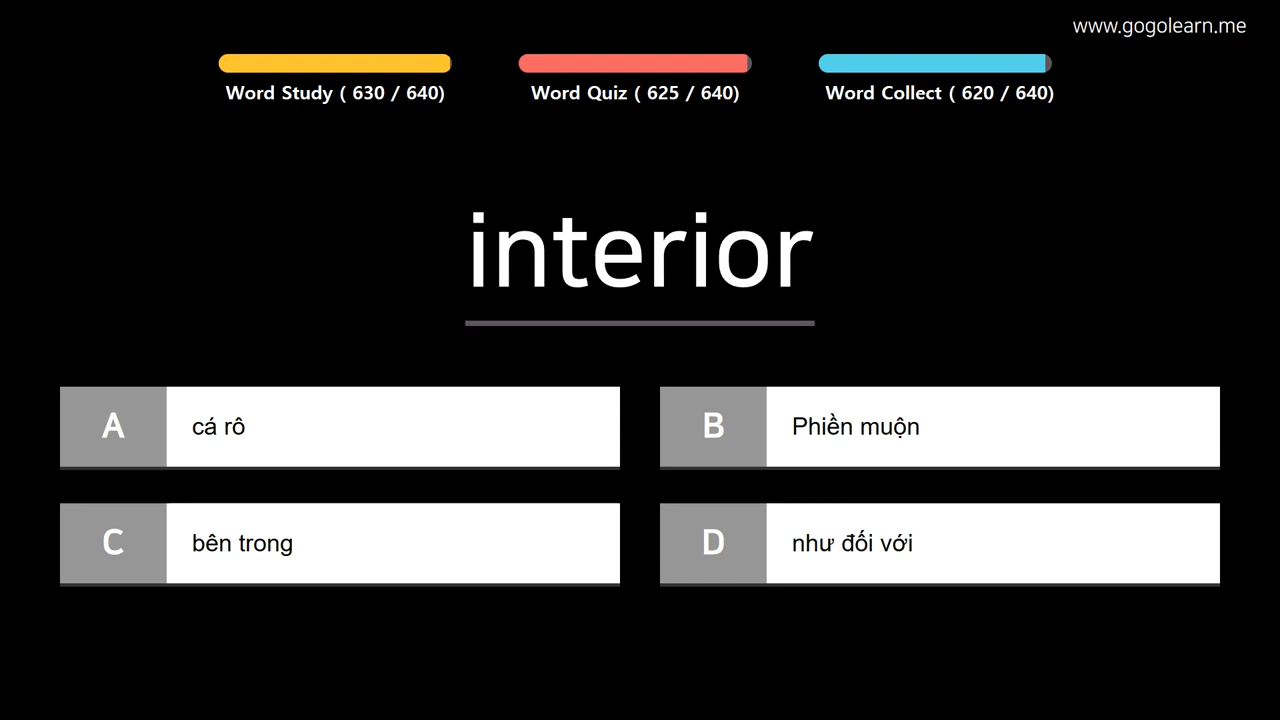 www.gogolearn.me
Word Study ( 630 / 640)
Word Quiz ( 625 / 640)
Word Collect ( 620 / 640)
interior
A
cá rô
B
Phiền muộn
C
bên trong
D
như đối với